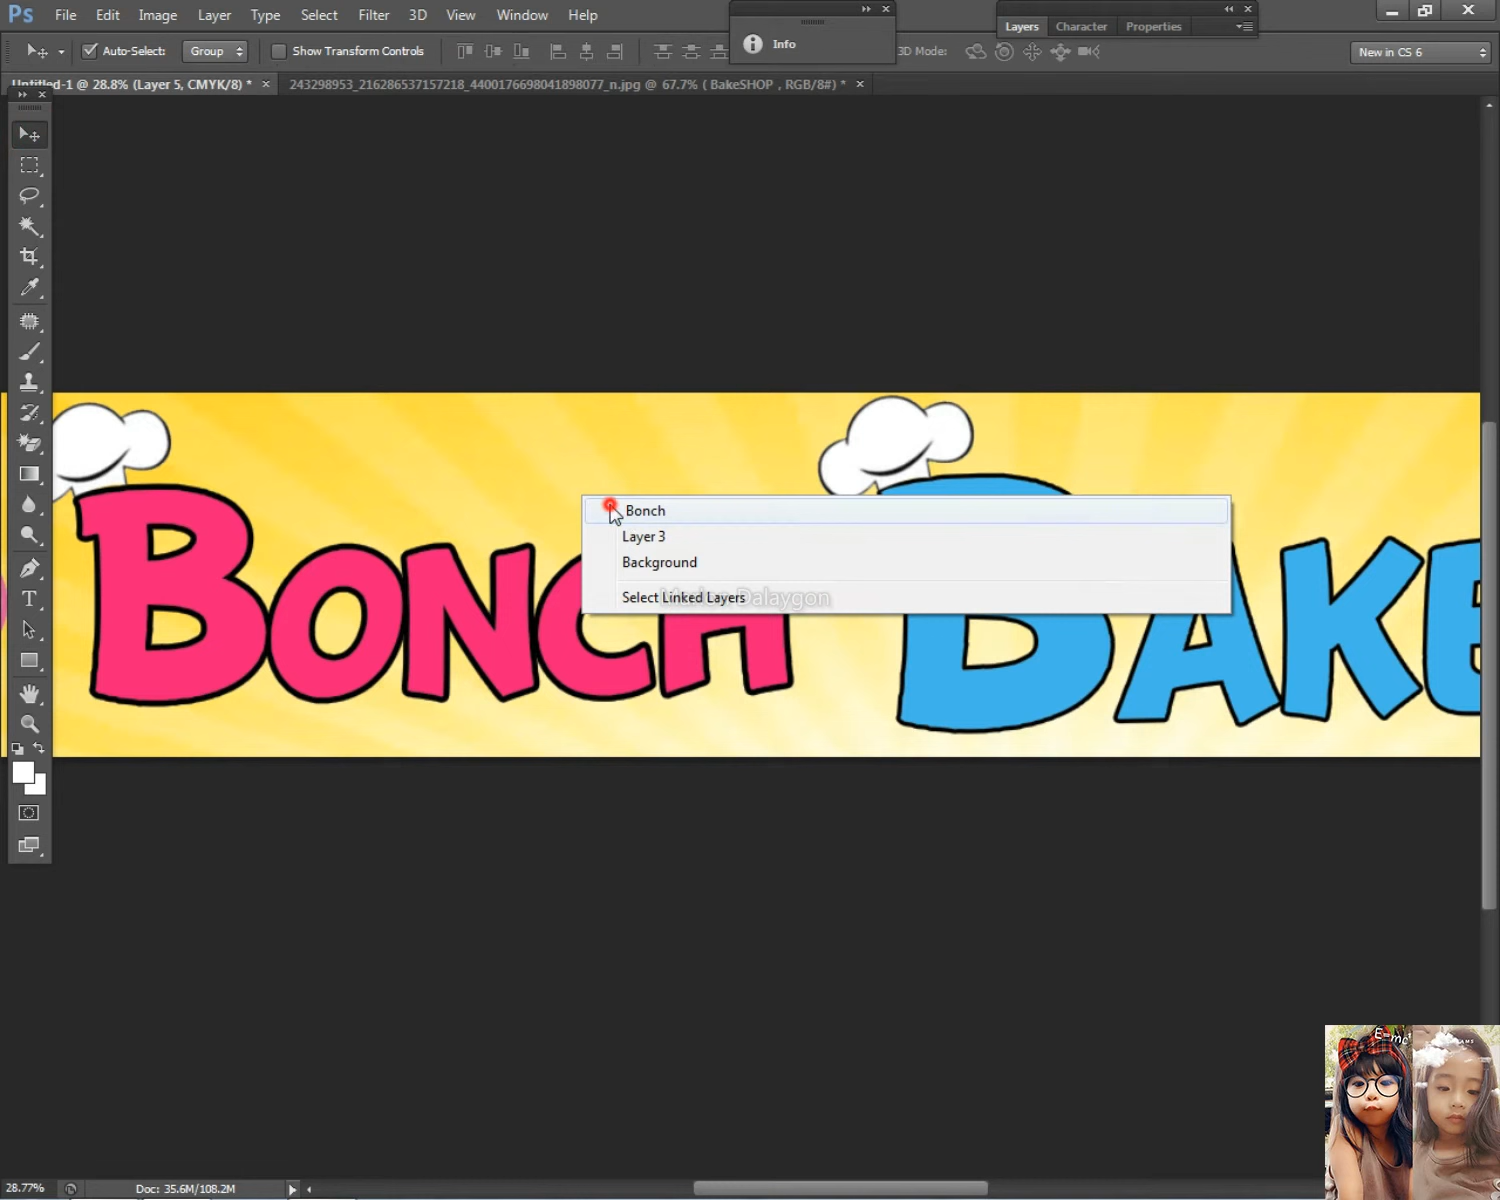 Ps File Edit Image Layer Type Select Filter 3D View Window Help
Auto-Select: Group Show Transform Controls
Info
3D Mode:
Layers Character Properties
New in CS 6
Untitled-1 @ 28.8% (Layer 5, CMYK/8) *
243298953_216286537157218_4400176698041898077_n.jpg @ 67.7% ( BakeSHOP , RGB/8#) *
T
BONCH BAKE
Bonch
Layer 3
Background
Select Linked Layers
Dalaygon
E=mc²
28.77% Doc: 35.6M/108.2M